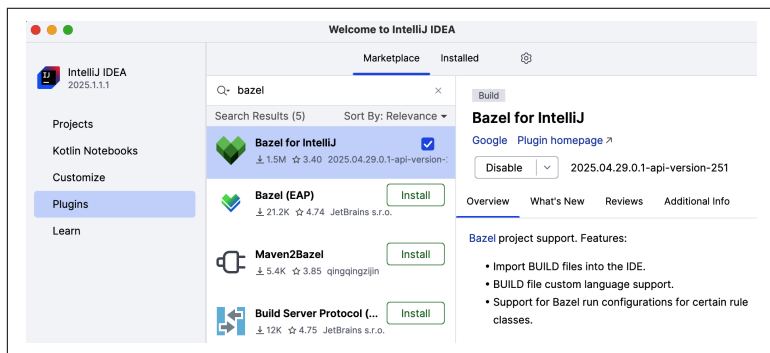 Welcome to IntelliJ IDEA
IntelliJ IDEA
2025.1.1.1
Projects
Kotlin Notebooks
Customize
Plugins
Learn
Marketplace Installed
bazel
Search Results (5) Sort By: Relevance
Bazel for IntelliJ
1.5M 3.40 2025.04.29.0.1-api-version-
Bazel (EAP)
21.2K 4.74 JetBrains s.r.o.
Install
Maven2Bazel
5.4K 3.85 qingqingzijin
Install
Build Server Protocol (...
12K 4.75 JetBrains s.r.o.
Install
Build
Bazel for IntelliJ
Google Plugin homepage ↗
Disable 2025.04.29.0.1-api-version-251
Overview What's New Reviews Additional Info
Bazel project support. Features:
• Import BUILD files into the IDE.
• BUILD file custom language support.
• Support for Bazel run configurations for certain rule
classes.